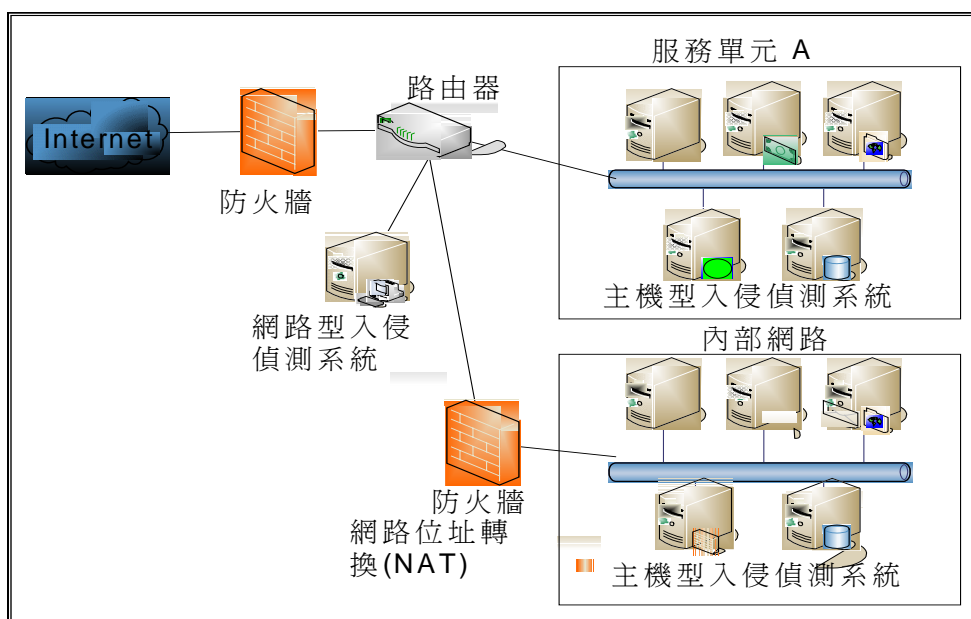 服務單元 A
路由器
Internet
防火牆
主機型入侵偵測系統
網路型入侵
偵測系統
內部網路
防火牆
網路位址轉
換(NAT)
主機型入侵偵測系統